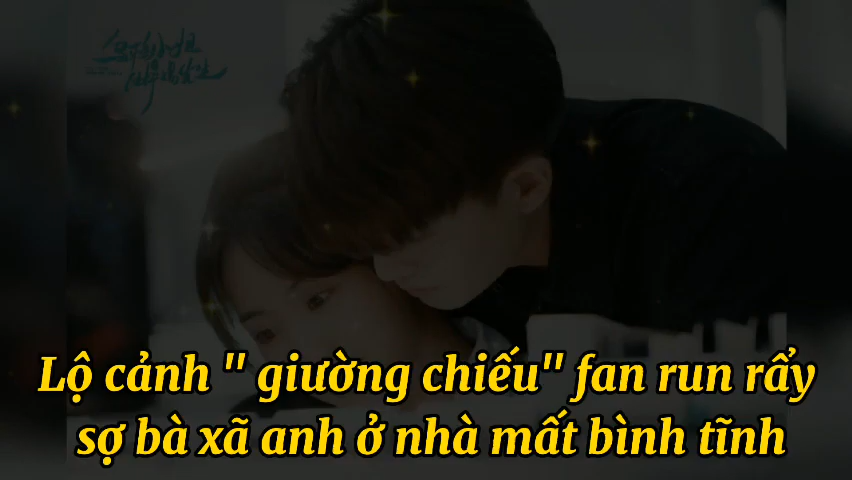 Lộ cảnh " giường chiếu" fan run rẩy
sợ bà xã anh ở nhà mất bình tĩnh